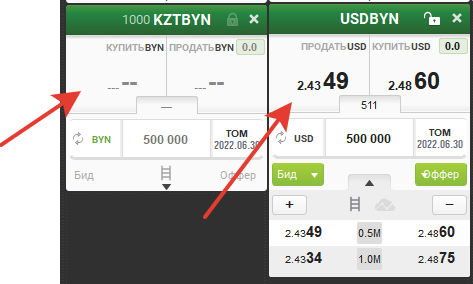 1000 KZTBYN
КУПИТЬBYN ПРОДАТЬBYN 0.0
----- -----
—
BYN 500 000 TOM
2022.06.30
Бид Оффер
USDBYN
ПРОДАТЬUSD КУПИТЬUSD 0.0
2.4349 2.4860
511
USD 500 000 TOM
2022.06.30
Бид Оффер
+ –
2.4349 0.5M 2.4860
2.4334 1.0M 2.4875